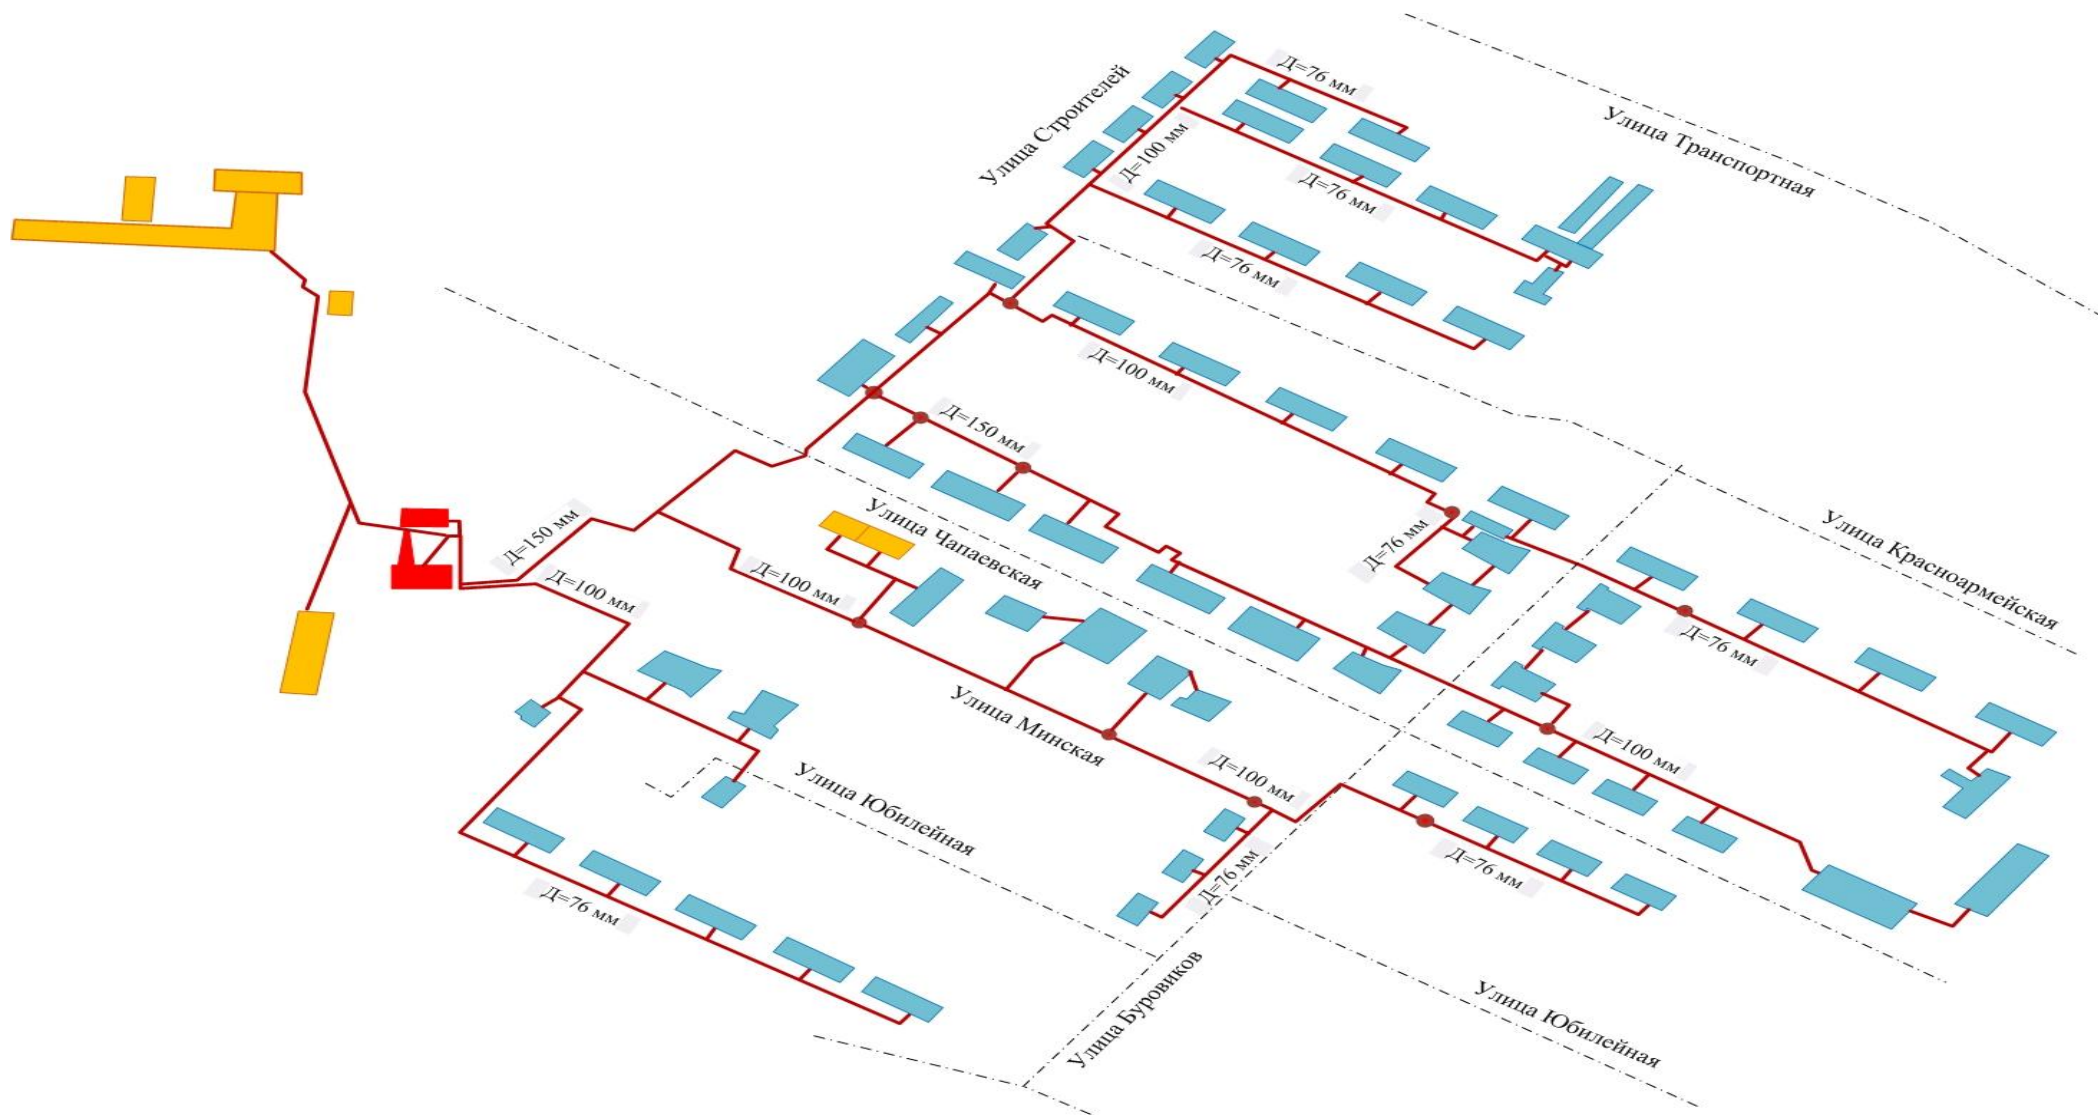 Д=76 мм
Улица Строителей
Улица Транспортная
Д=100 мм
Д=76 мм
Д=76 мм
Д=100 мм
Д=150 мм
Улица Чапаевская
Д=76 мм
Улица Красноармейская
Д=150 мм
Д=100 мм
Д=100 мм
Д=76 мм
Улица Минская
Д=100 мм
Д=100 мм
Улица Юбилейная
Д=76 мм
Д=76 мм
Д=76 мм
Улица Буровиков
Улица Юбилейная